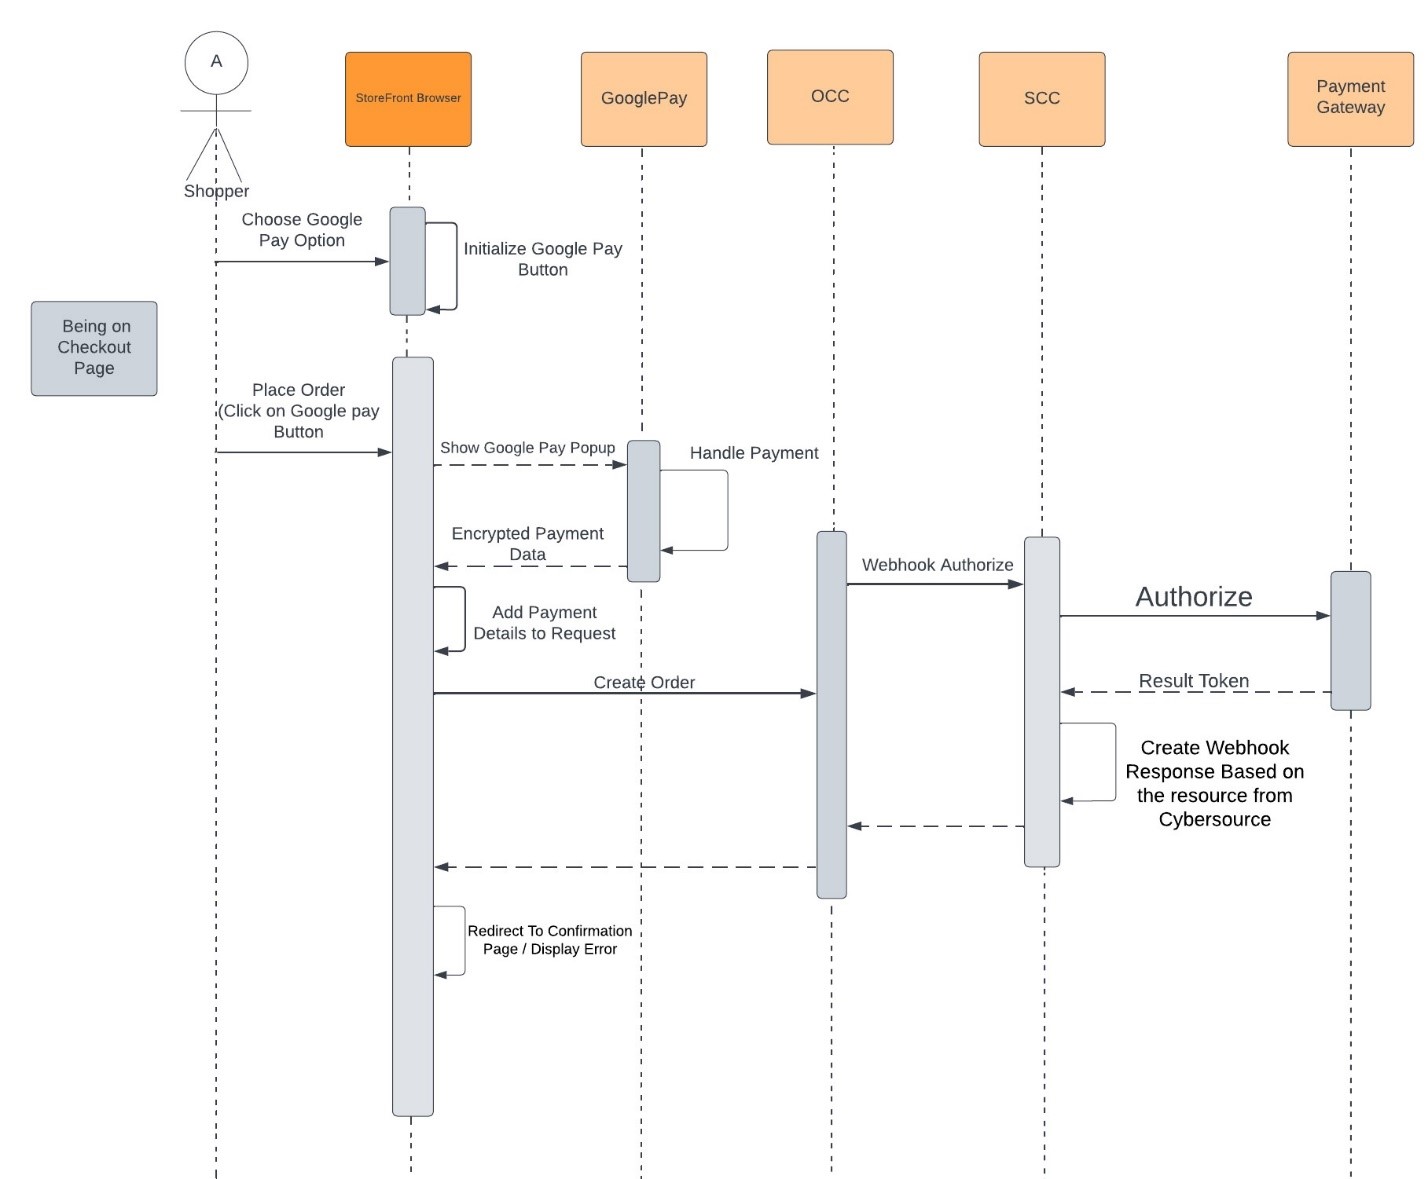 A
Shopper
StoreFront Browser
GooglePay
OCC
SCC
Payment
Gateway
Choose Google
Pay Option
Initialize Google Pay
Button
Being on
Checkout
Page
Place Order
(Click on Google pay
Button
Show Google Pay Popup
Handle Payment
Encrypted Payment
Data
Webhook Authorize
Authorize
Add Payment
Details to Request
Create Order
Result Token
Create Webhook
Response Based on
the resource from
Cybersource
Redirect To Confirmation
Page / Display Error